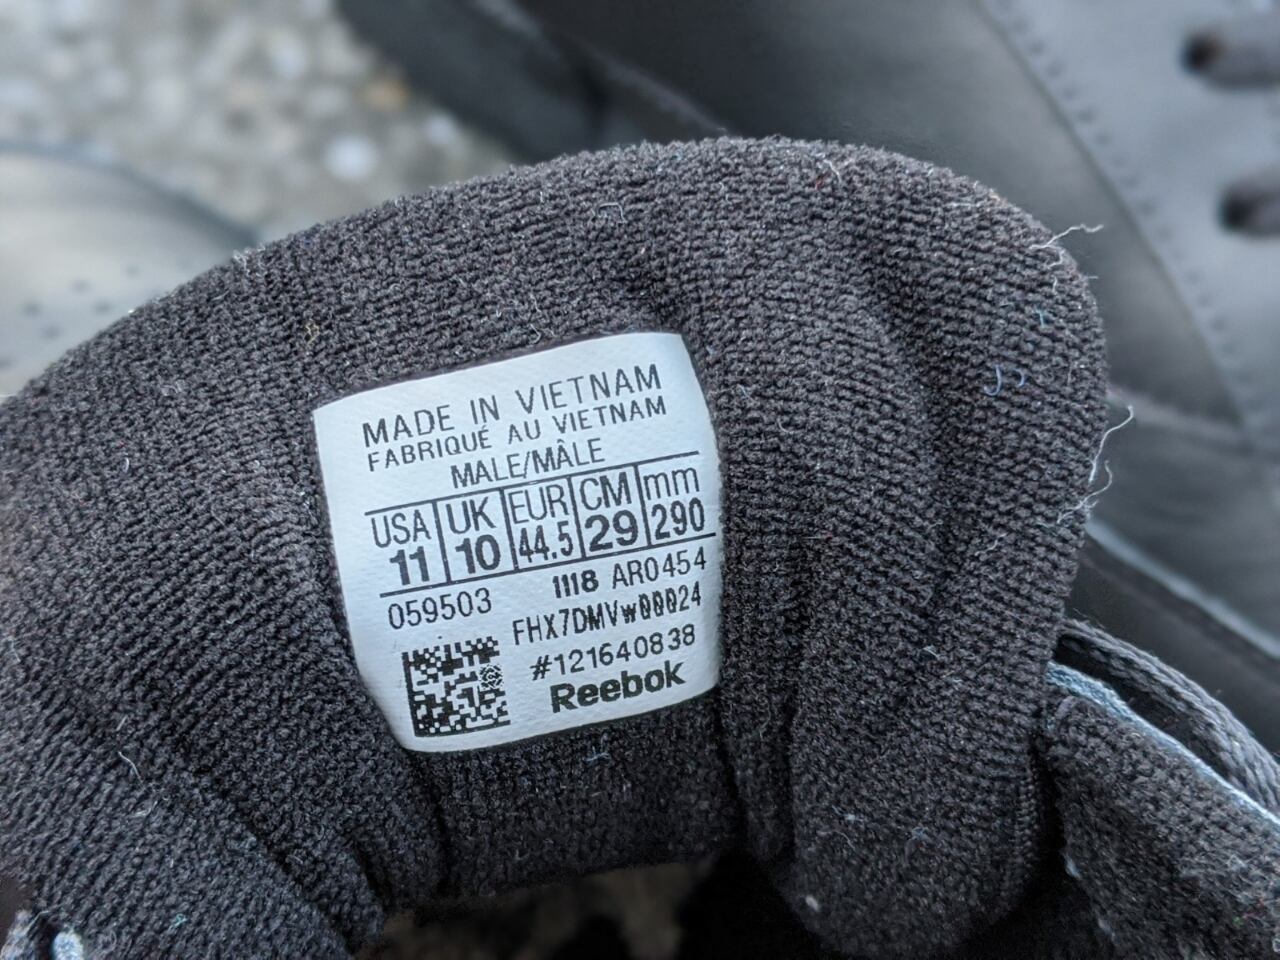 MADE IN VIETNAM
FABRIQUÉ AU VIETNAM
MALE/MÂLE
USA UK EUR CM mm
11 10 44.5 29 290
059503 1118 AR0454
FHX7DMVw00024
#121640838
Reebok